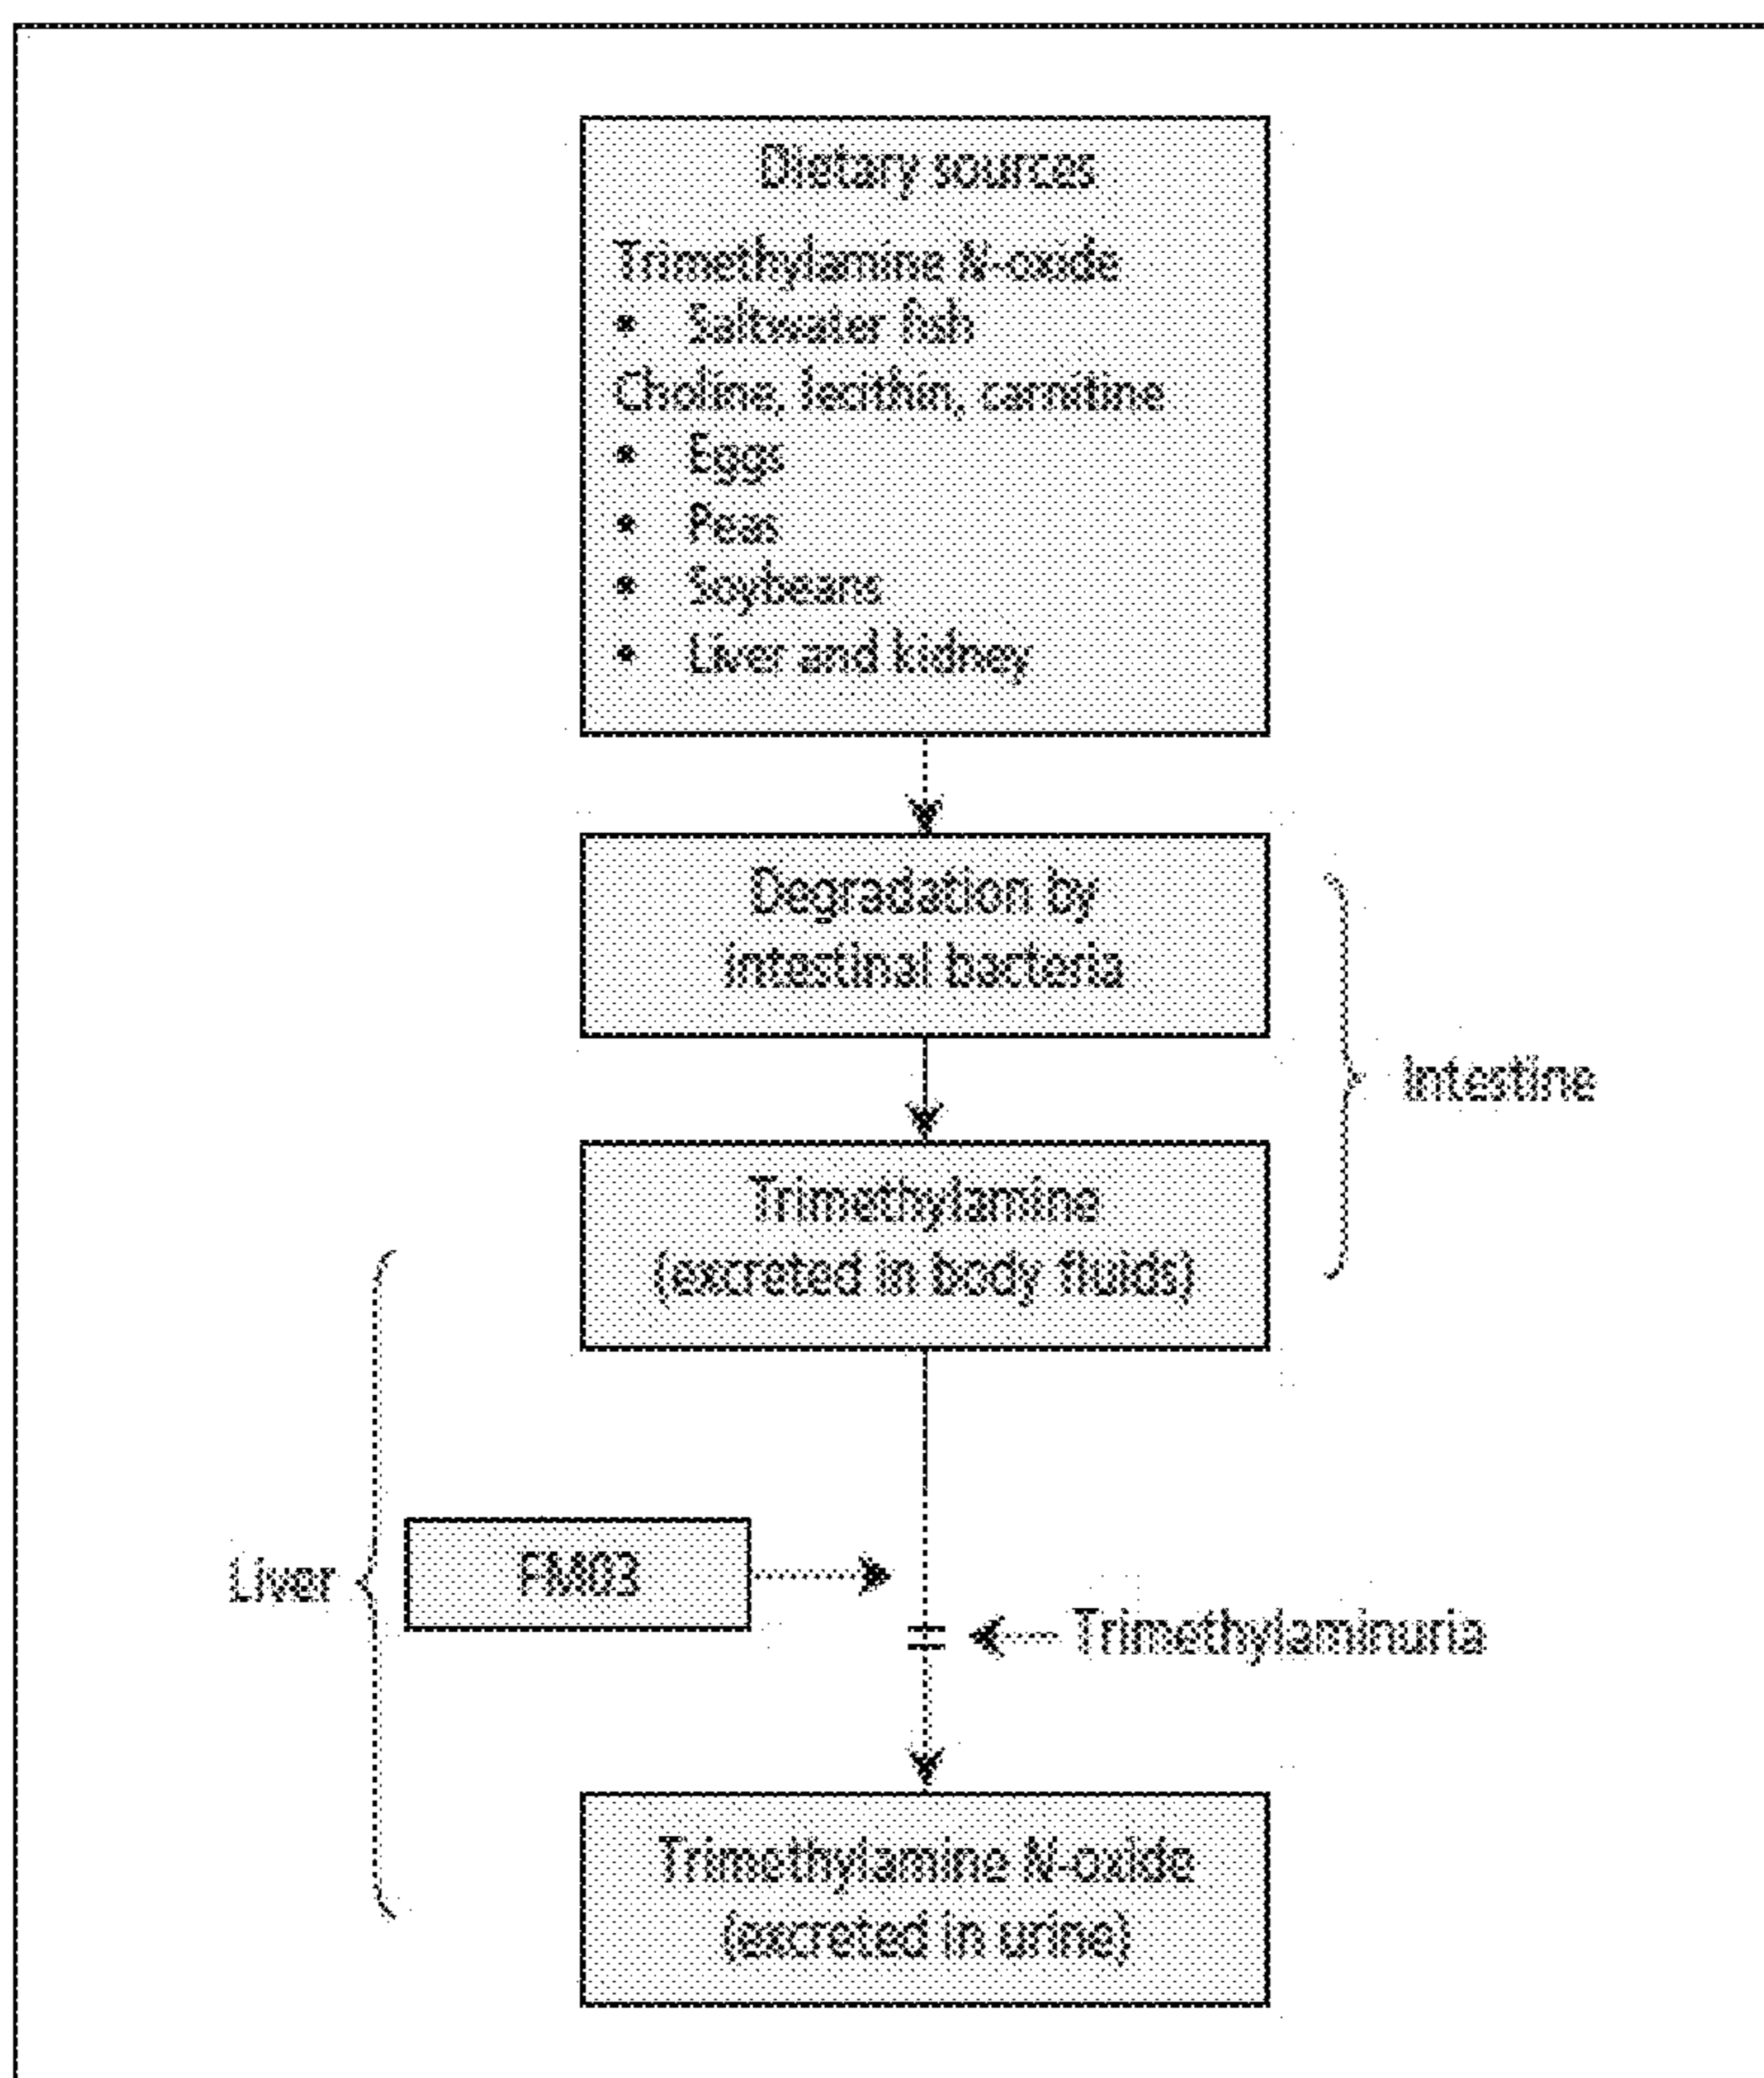 Dietary sources
Trimethylamine N-oxide
• Saltwater fish
Choline, lecithin, carnitine
• Eggs
• Peas
• Soybeans
• Liver and kidney
Degradation by
intestinal bacteria
Intestine
Trimethylamine
(excreted in body fluids)
Liver
FM03
Trimethylaminuria
Trimethylamine N-oxide
(excreted in urine)